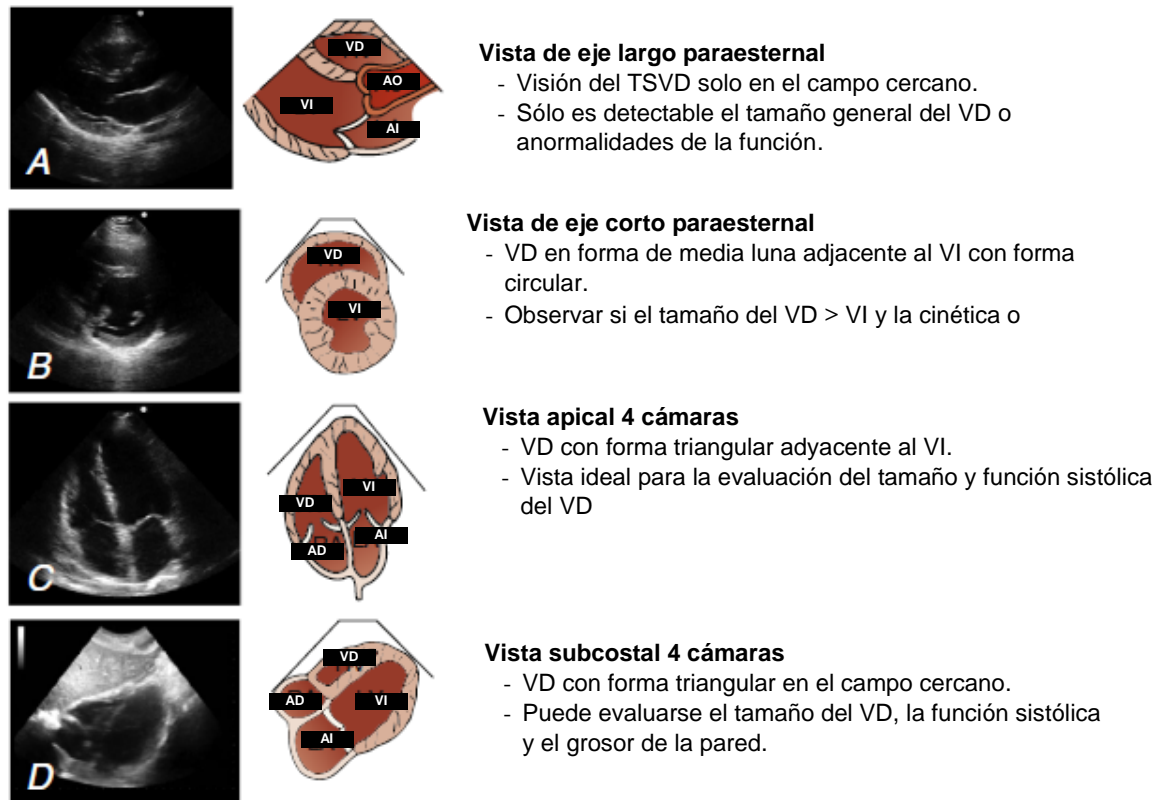 A
VD
AO
VI
AI
Vista de eje largo paraesternal
- Visión del TSVD solo en el campo cercano.
- Sólo es detectable el tamaño general del VD o
anormalidades de la función.
B
VD
VI
Vista de eje corto paraesternal
- VD en forma de media luna adjacente al VI con forma
circular.
- Observar si el tamaño del VD > VI y la cinética o
C
VI
VD
AI
AD
Vista apical 4 cámaras
- VD con forma triangular adyacente al VI.
- Vista ideal para la evaluación del tamaño y función sistólica
del VD
D
VD
AD
VI
AI
Vista subcostal 4 cámaras
- VD con forma triangular en el campo cercano.
- Puede evaluarse el tamaño del VD, la función sistólica
y el grosor de la pared.